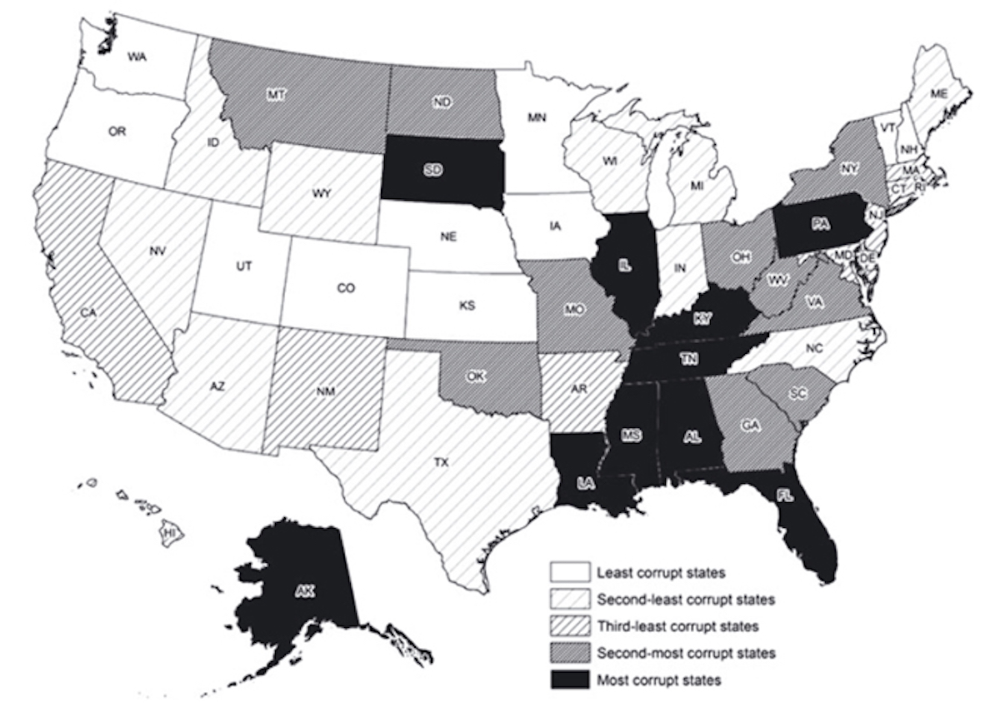 WA
MT
ND
MN
ME
OR
ID
SD
WI
VT
NH
NY
MA
WY
MI
CT
RI
IA
PA
NJ
NE
NV
UT
IL
IN
OH
MD
DE
CO
WV
KS
MO
VA
CA
KY
NC
TN
AZ
NM
OK
AR
SC
MS
AL
GA
TX
LA
FL
HI
AK
Least corrupt states
Second-least corrupt states
Third-least corrupt states
Second-most corrupt states
Most corrupt states